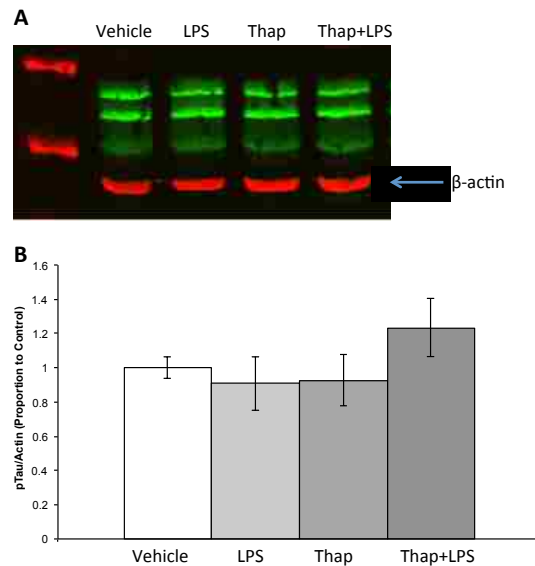 A
Vehicle LPS Thap Thap+LPS
β-actin
B
pTau/Actin (Proportion to Control)
1.6
1.4
1.2
1
0.8
0.6
0.4
0.2
0
Vehicle LPS Thap Thap+LPS